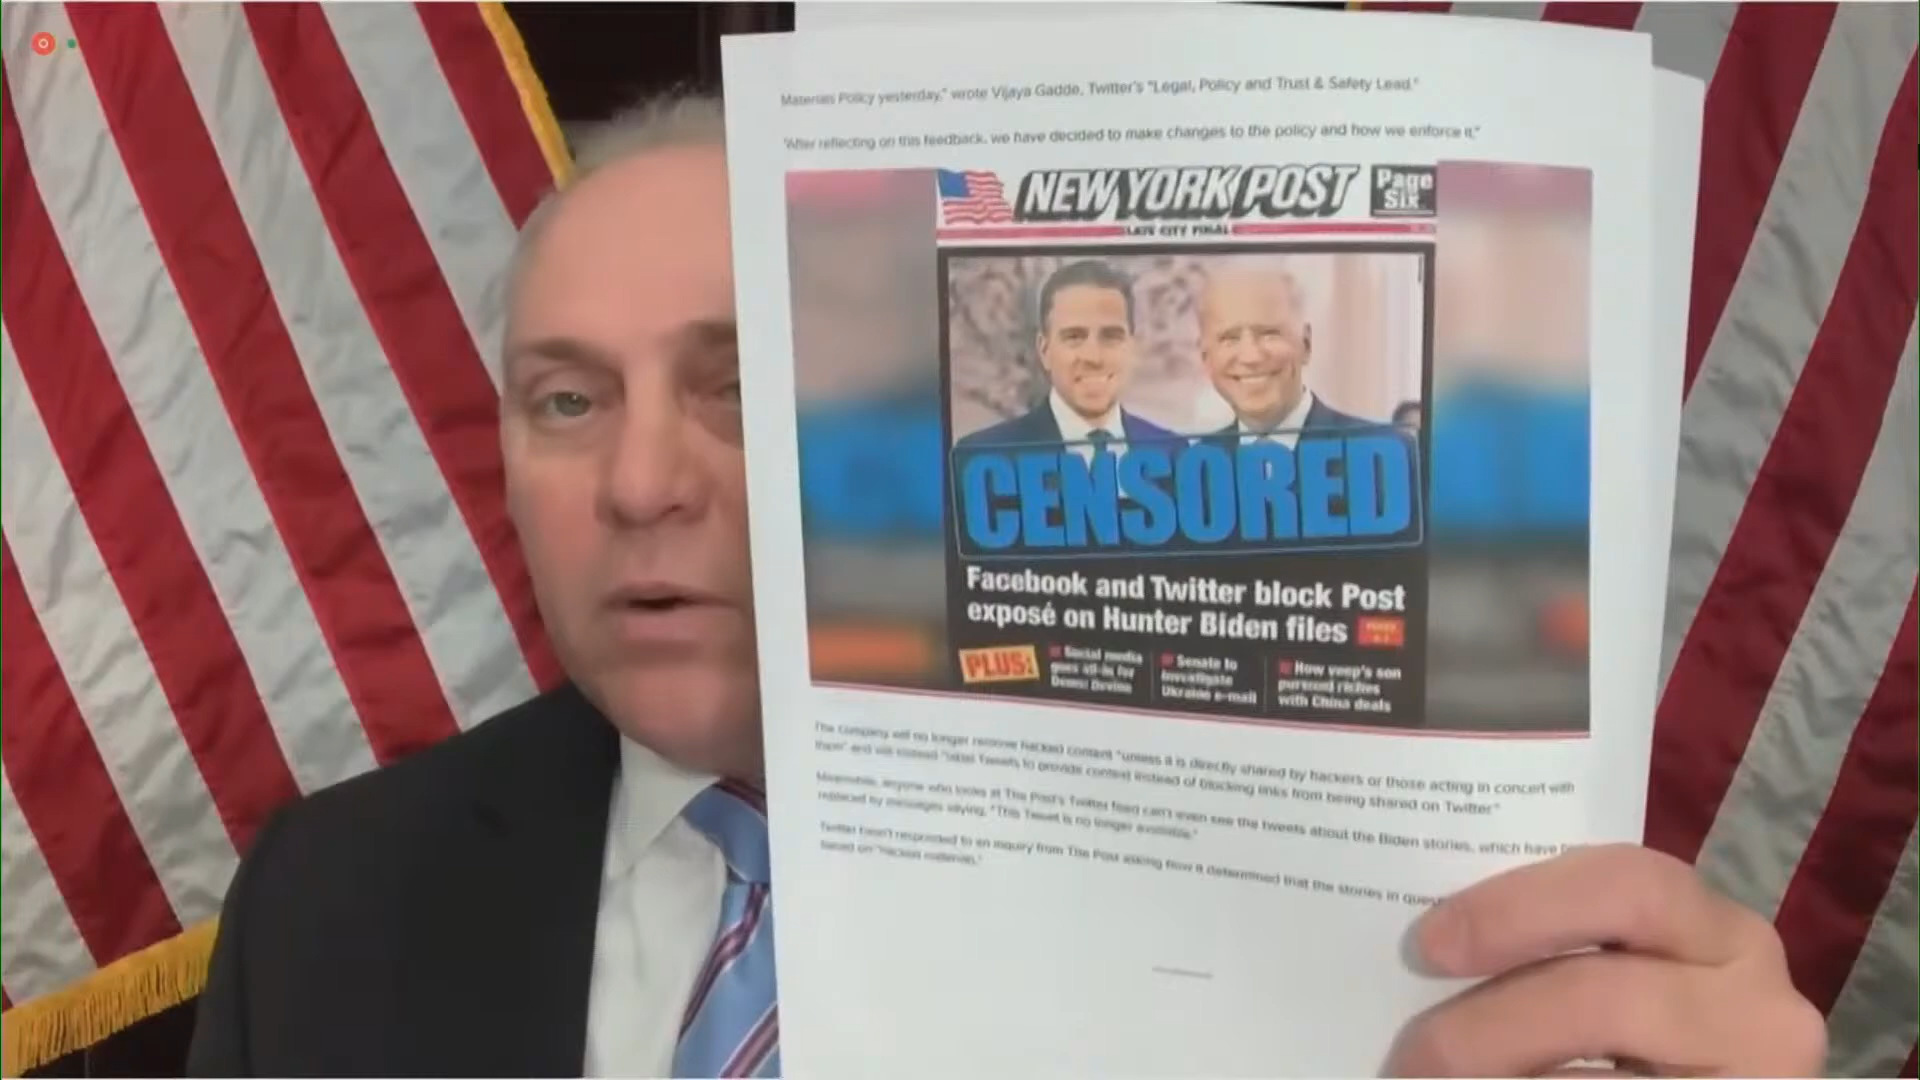 Materials Policy yesterday," wrote Vijaya Gadde, Twitter's "Legal, Policy and Trust & Safety Lead."
"After reflecting on this feedback, we have decided to make changes to the policy and how we enforce it."
NEW YORK POST
Page Six
LATE CITY FINAL
CENSORED
Facebook and Twitter block Post
exposé on Hunter Biden files
PLUS:
Social media
goes all-in for
Dems: Devine
Senate to
investigate
Ukraine e-mail
How veep's son
pursued riches
with China deals
The company will no longer remove hacked content "unless it is directly shared by hackers or those acting in concert with
them" and will instead "label Tweets to provide context instead of blocking links from being shared on Twitter."
Meanwhile, anyone who looks at The Post's Twitter feed can't even see the tweets about the Biden stories, which have
replaced by messages saying, "This Tweet is no longer available."
Twitter hasn't responded to an inquiry from The Post asking how it determined that the stories in
based on "hacked materials."